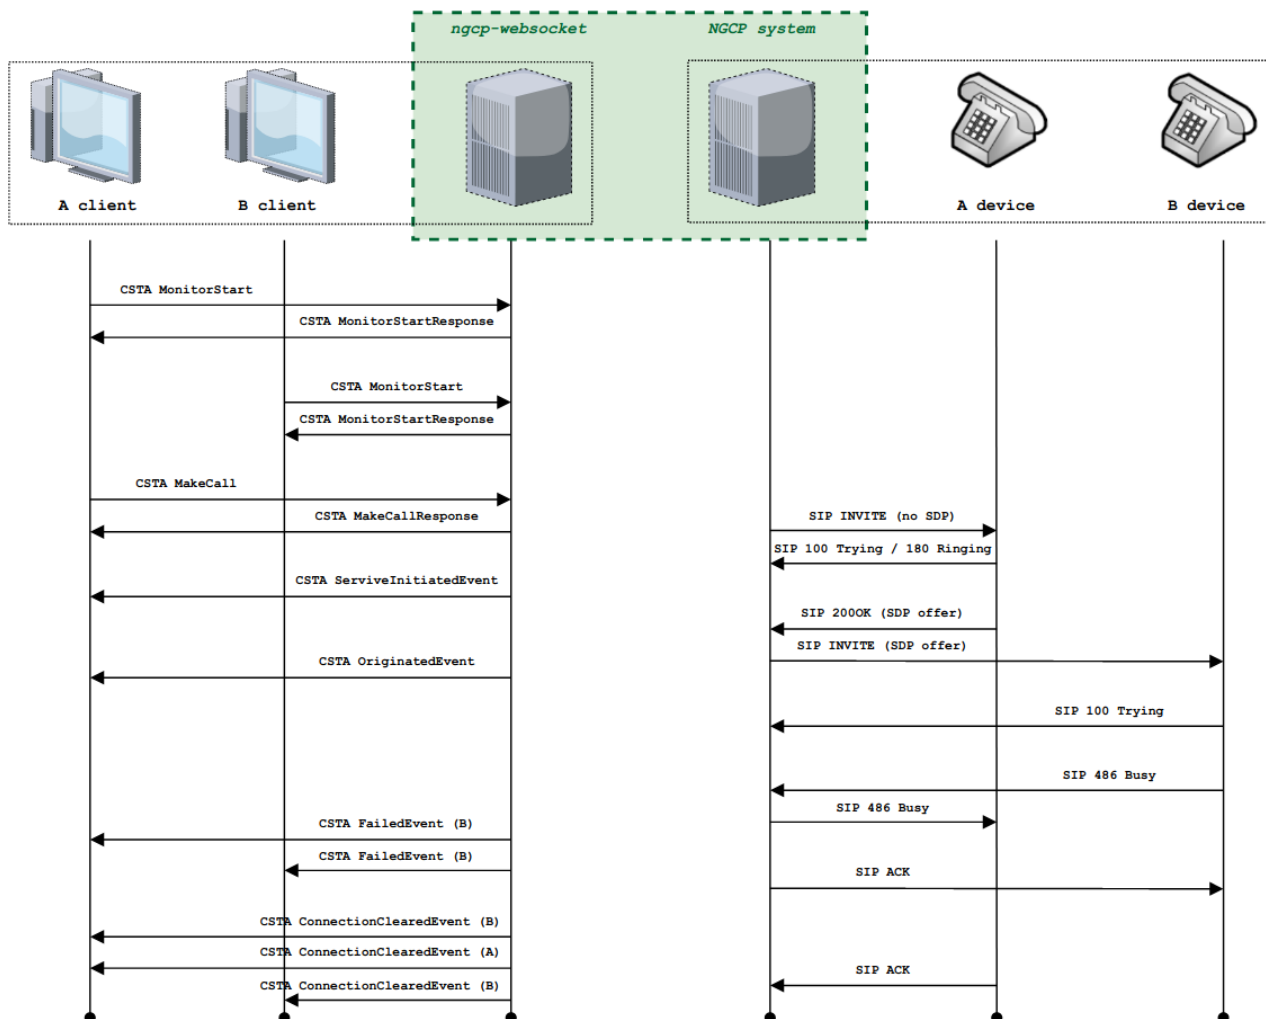 ngcp-websocket
NGCP system
A client
B client
A device
B device
CSTA MonitorStart
CSTA MonitorStartResponse
CSTA MonitorStart
CSTA MonitorStartResponse
CSTA MakeCall
CSTA MakeCallResponse
SIP INVITE (no SDP)
SIP 100 Trying / 180 Ringing
CSTA ServiveInitiatedEvent
SIP 200OK (SDP offer)
SIP INVITE (SDP offer)
CSTA OriginatedEvent
SIP 100 Trying
SIP 486 Busy
SIP 486 Busy
CSTA FailedEvent (B)
CSTA FailedEvent (B)
SIP ACK
CSTA ConnectionClearedEvent (B)
CSTA ConnectionClearedEvent (A)
SIP ACK
CSTA ConnectionClearedEvent (B)